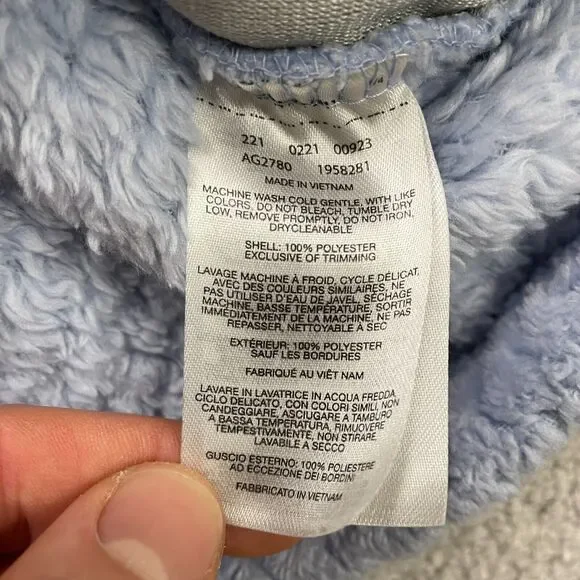 221 0221 00923
AG2780 1958281
MADE IN VIETNAM
MACHINE WASH COLD GENTLE, WITH LIKE
COLORS. DO NOT BLEACH. TUMBLE DRY
LOW, REMOVE PROMPTLY. DO NOT IRON,
DRYCLEANABLE
SHELL: 100% POLYESTER
EXCLUSIVE OF TRIMMING
LAVAGE MACHINE À FROID, CYCLE DÉLICAT,
AVEC DES COULEURS SIMILAIRES, NE
PAS UTILISER D'EAU DE JAVEL, SÉCHAGE
MACHINE, BASSE TEMPÉRATURE, SORTIR
IMMÉDIATEMENT DE LA MACHINE, NE PAS
REPASSER, NETTOYABLE À SEC
EXTÉRIEUR: 100% POLYESTER
SAUF LES BORDURES
FABRIQUÉ AU VIÊT NAM
LAVARE IN LAVATRICE IN ACQUA FREDDA,
CICLO DELICATO, CON COLORI SIMILI, NON
CANDEGGIARE, ASCIUGARE A TAMBURO
A BASSA TEMPERATURA, RIMUOVERE
TEMPESTIVAMENTE, NON STIRARE
LAVABILE A SECCO
GUSCIO ESTERNO: 100% POLIESTERE
AD ECCEZIONE DEI BORDINI
FABBRICATO IN VIETNAM